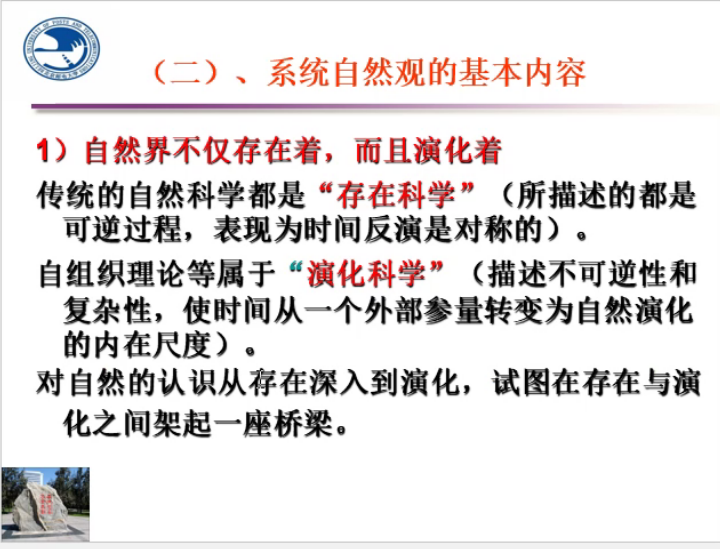 （二）、系统自然观的基本内容
1）自然界不仅存在着，而且演化着
传统的自然科学都是“存在科学”（所描述的都是
可逆过程，表现为时间反演是对称的）。
自组织理论等属于“演化科学”（描述不可逆性和
复杂性，使时间从一个外部参量转变为自然演化
的内在尺度）。
对自然的认识从存在深入到演化，试图在存在与演
化之间架起一座桥梁。